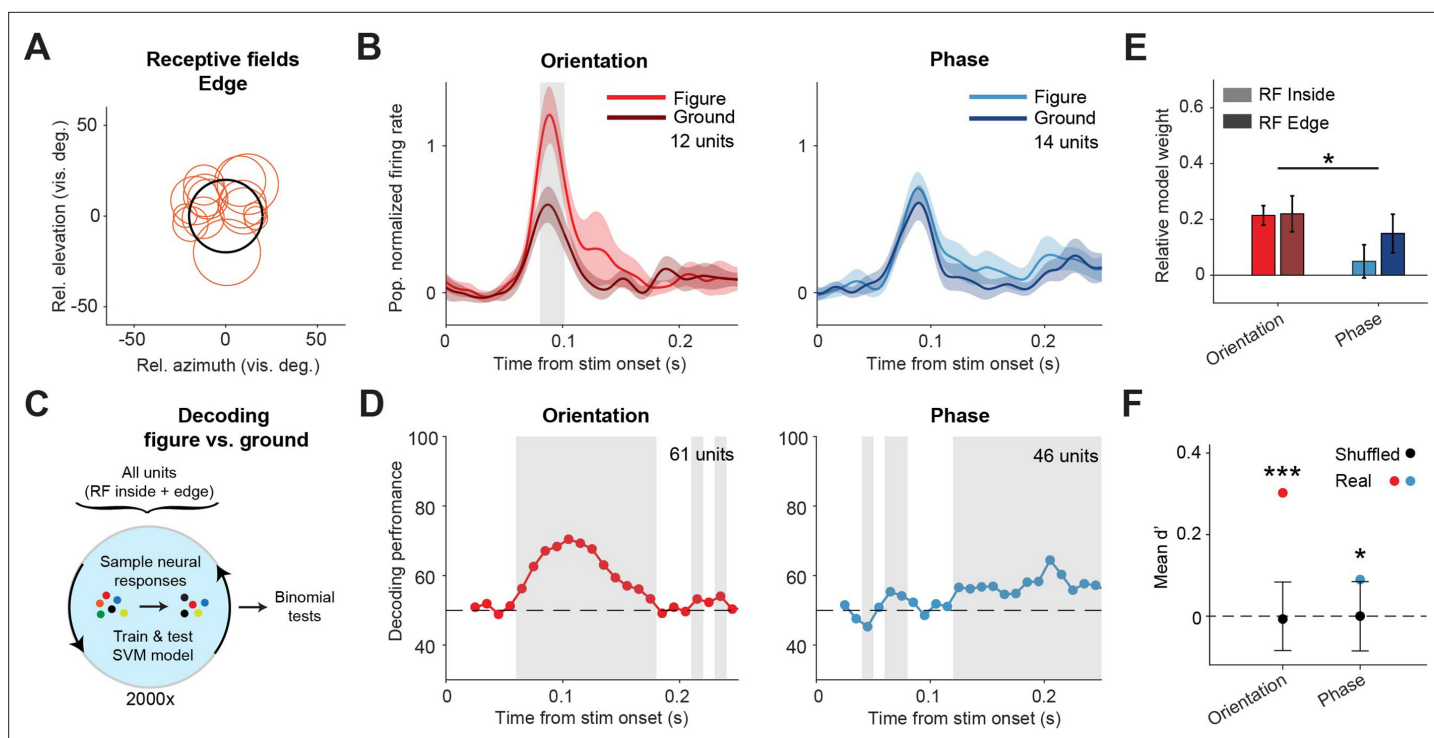 A
Receptive fields
Edge
Rel. elevation (vis. deg.)
50
0
-50
-50
0
50
Rel. azimuth (vis. deg.)
B
Orientation
Figure
Ground
12 units
Pop. normalized firing rate
1
0
0
0.1
0.2
Time from stim onset (s)
Phase
Figure
Ground
14 units
1
0
0
0.1
0.2
Time from stim onset (s)
E
RF Inside
RF Edge
*
Relative model weight
0.6
0.4
0.2
0
Orientation
Phase
C
Decoding
figure vs. ground
All units
(RF inside + edge)
Sample neural
responses
Train & test
SVM model
2000x
Binomial
tests
D
Orientation
61 units
Decoding perfromance
100
80
60
40
0
0.1
0.2
Time from stim onset (s)
Phase
46 units
100
80
60
40
0
0.1
0.2
Time from stim onset (s)
F
Shuffled
Real
***
*
Mean d’
0.4
0.2
0
Orientation
Phase